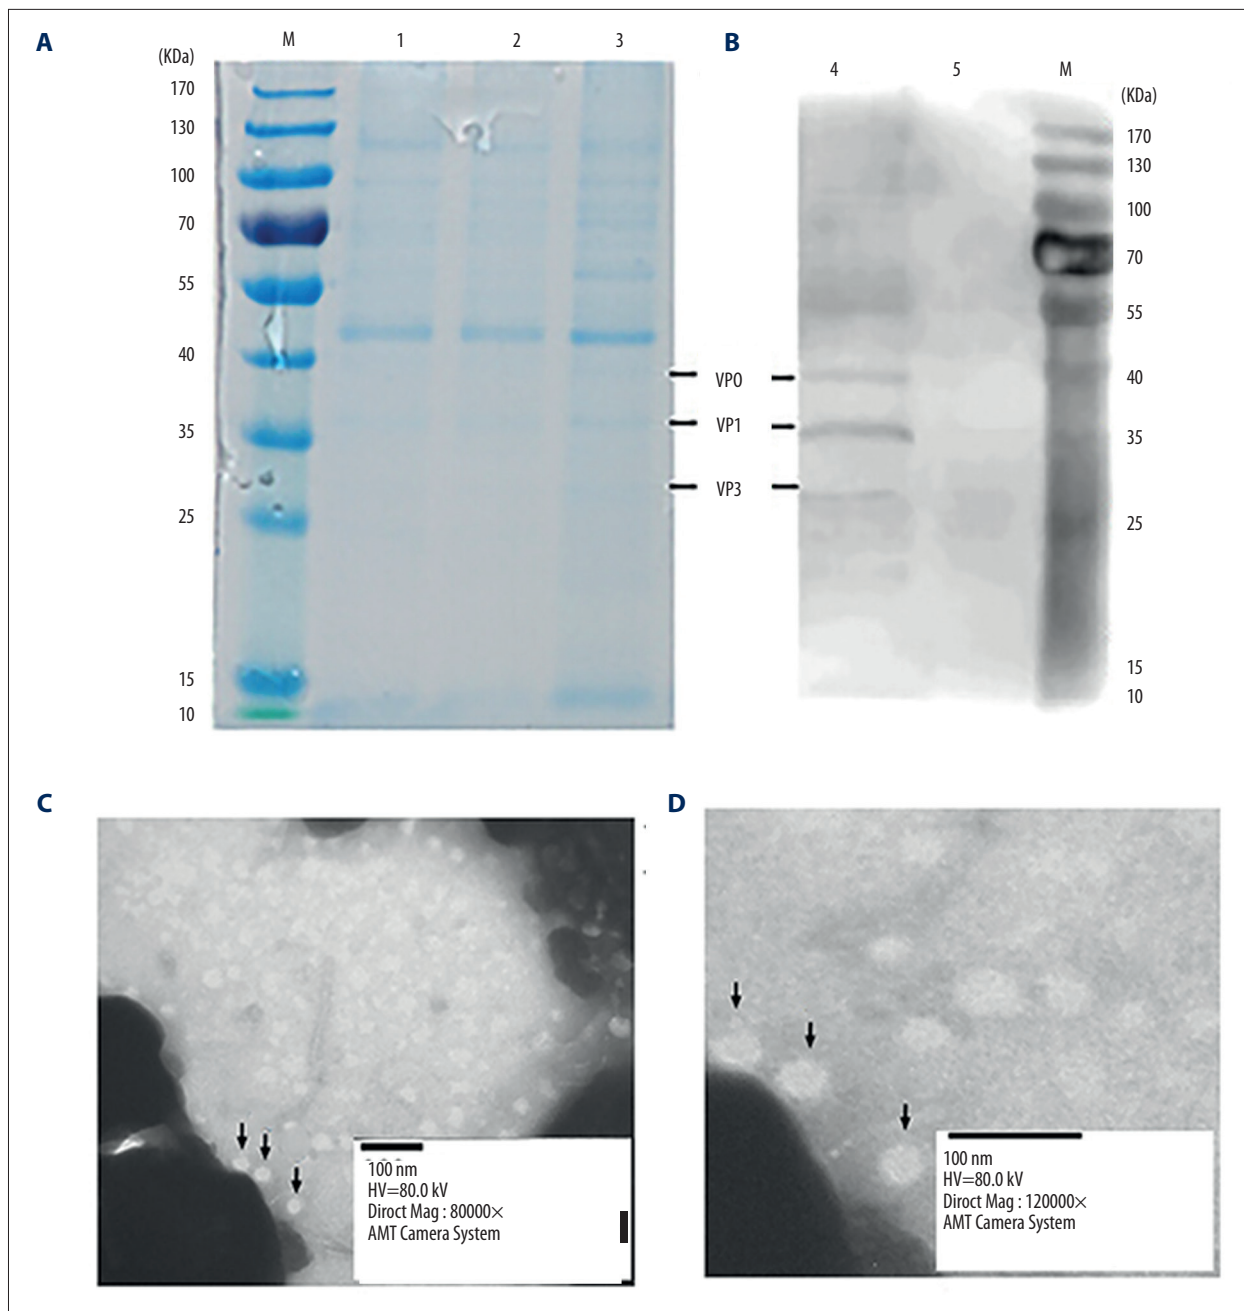 A
M 1 2 3
(KDa)
170
130
100
70
55
40
35
25
15
10
B
4 5 M
(KDa)
170
130
100
70
55
40
35
25
15
10
VP0
VP1
VP3
C
100 nm
HV=80.0 kV
Diroct Mag : 80000×
AMT Camera System
D
100 nm
HV=80.0 kV
Diroct Mag : 120000×
AMT Camera System